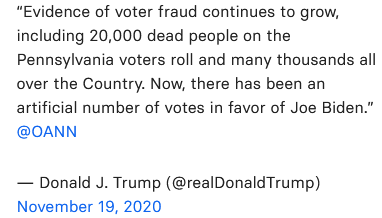 “Evidence of voter fraud continues to grow,
including 20,000 dead people on the
Pennsylvania voters roll and many thousands all
over the Country. Now, there has been an
artificial number of votes in favor of Joe Biden.”
@OANN
— Donald J. Trump (@realDonaldTrump)
November 19, 2020